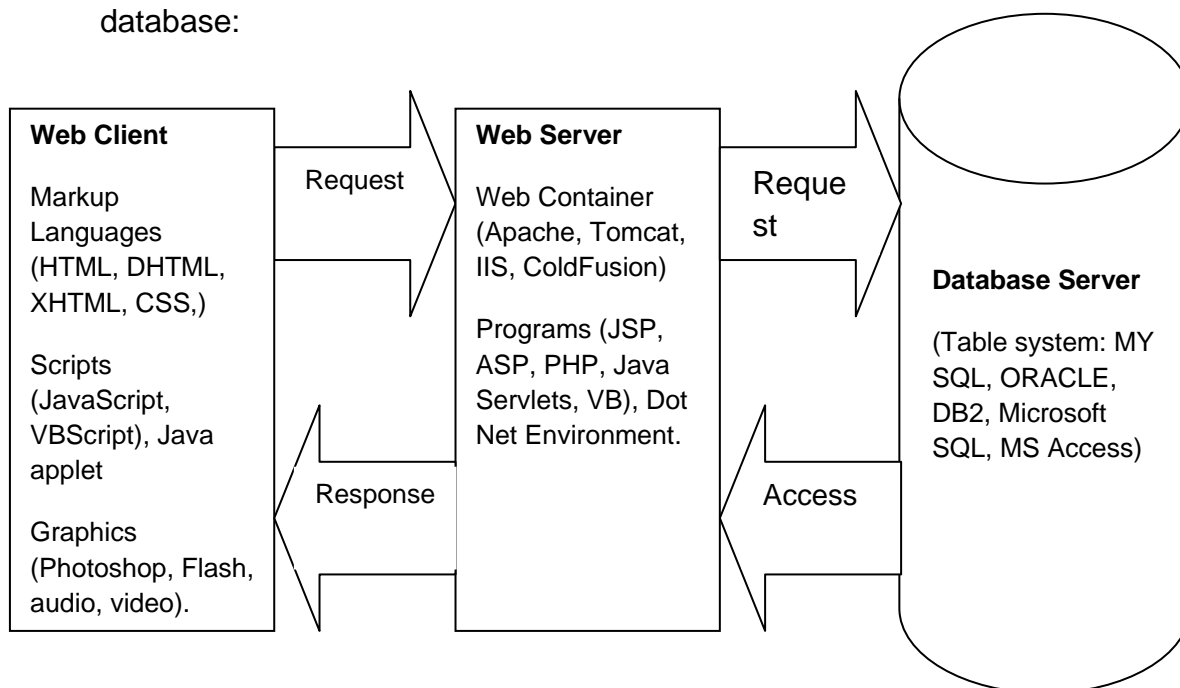 database:
Web Client
Markup
Languages
(HTML, DHTML,
XHTML, CSS,)
Scripts
(JavaScript,
VBScript), Java
applet
Graphics
(Photoshop, Flash,
audio, video).
Request
Response
Web Server
Web Container
(Apache, Tomcat,
IIS, ColdFusion)
Programs (JSP,
ASP, PHP, Java
Servlets, VB), Dot
Net Environment.
Reque
st
Access
Database Server
(Table system: MY
SQL, ORACLE,
DB2, Microsoft
SQL, MS Access)